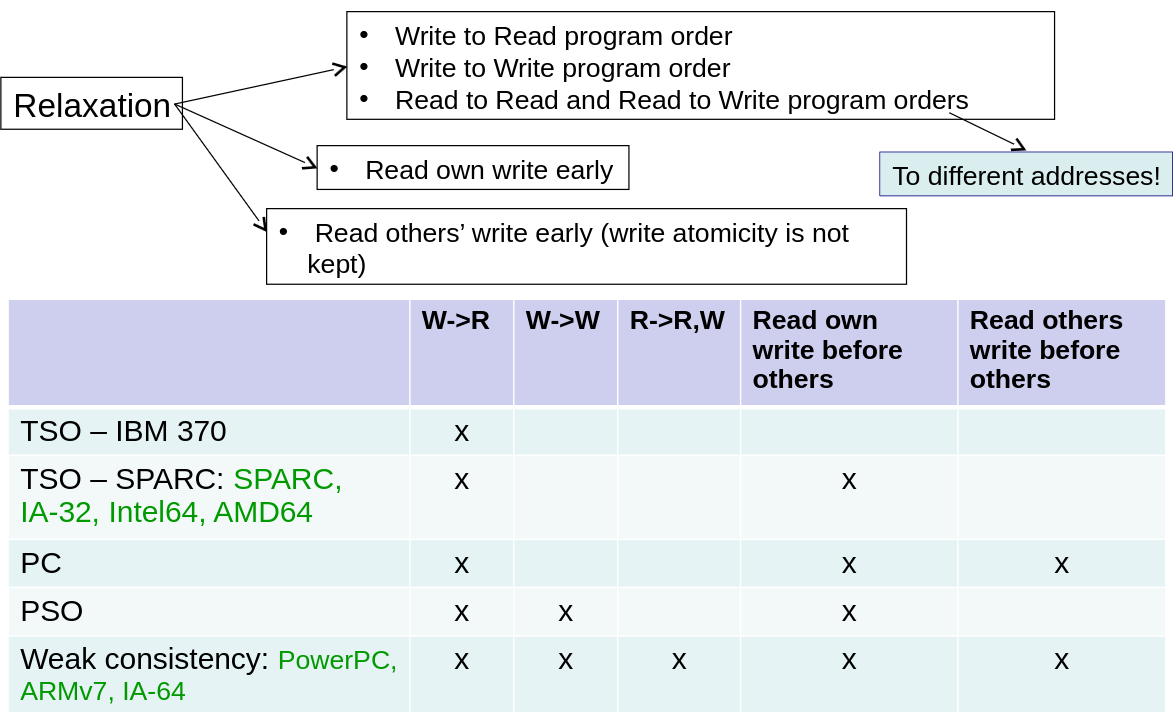 • Write to Read program order
• Write to Write program order
• Read to Read and Read to Write program orders
Relaxation
• Read own write early
To different addresses!
• Read others’ write early (write atomicity is not
kept)
W->R W->W R->R,W Read own write before others Read others write before others
TSO – IBM 370 x
TSO – SPARC: SPARC, x x
IA-32, Intel64, AMD64
PC x x x
PSO x x x
Weak consistency: PowerPC, x x x x x
ARMv7, IA-64